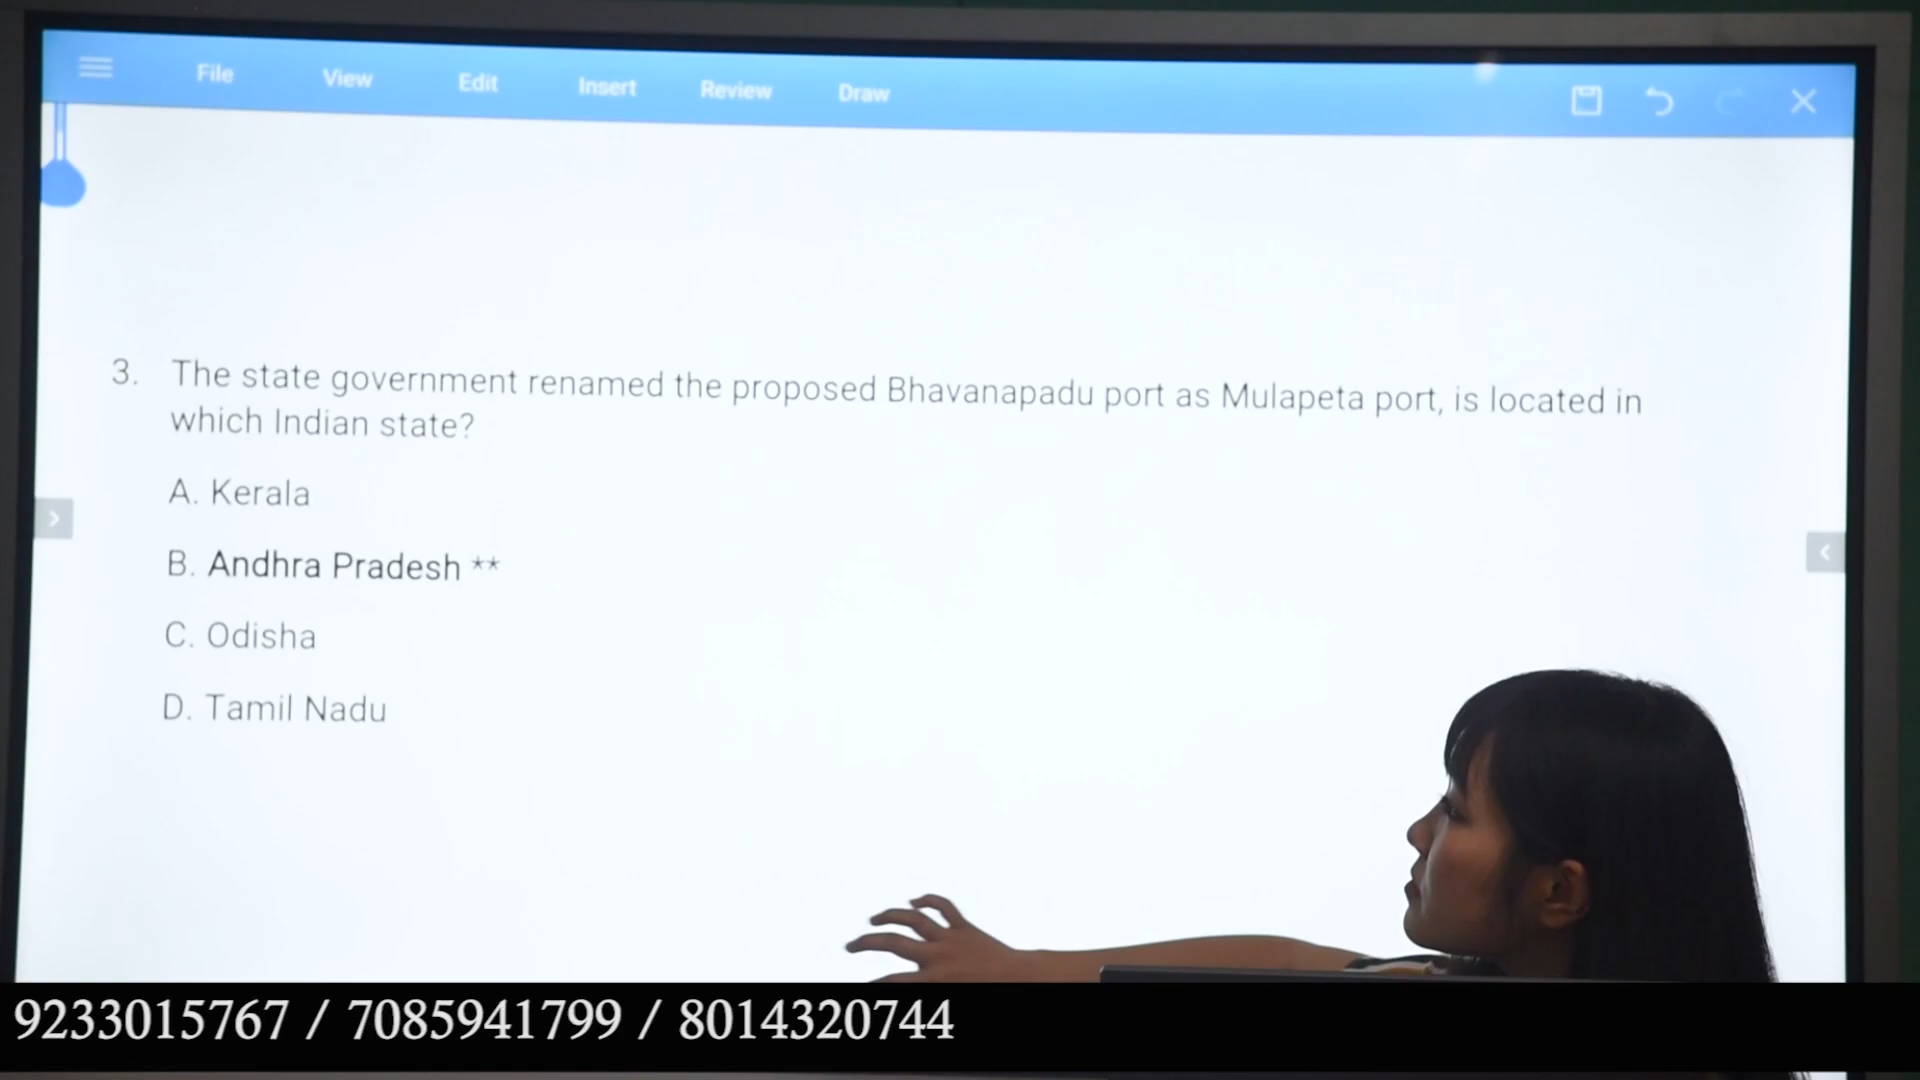 File View Edit Insert Review Draw
3. The state government renamed the proposed Bhavanapadu port as Mulapeta port, is located in
which Indian state?
A. Kerala
B. Andhra Pradesh **
C. Odisha
D. Tamil Nadu
9233015767 / 7085941799 / 8014320744